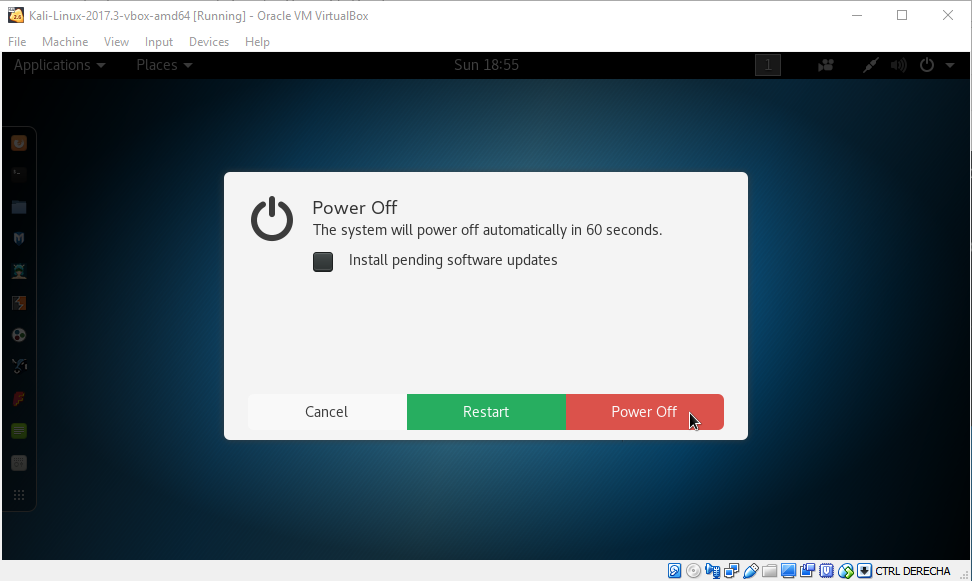 Kali-Linux-2017.3-vbox-amd64 [Running] - Oracle VM VirtualBox
File Machine View Input Devices Help
Applications Places Sun 18:55 1
Power Off
The system will power off automatically in 60 seconds.
Install pending software updates
Cancel Restart Power Off
CTRL DERECHA